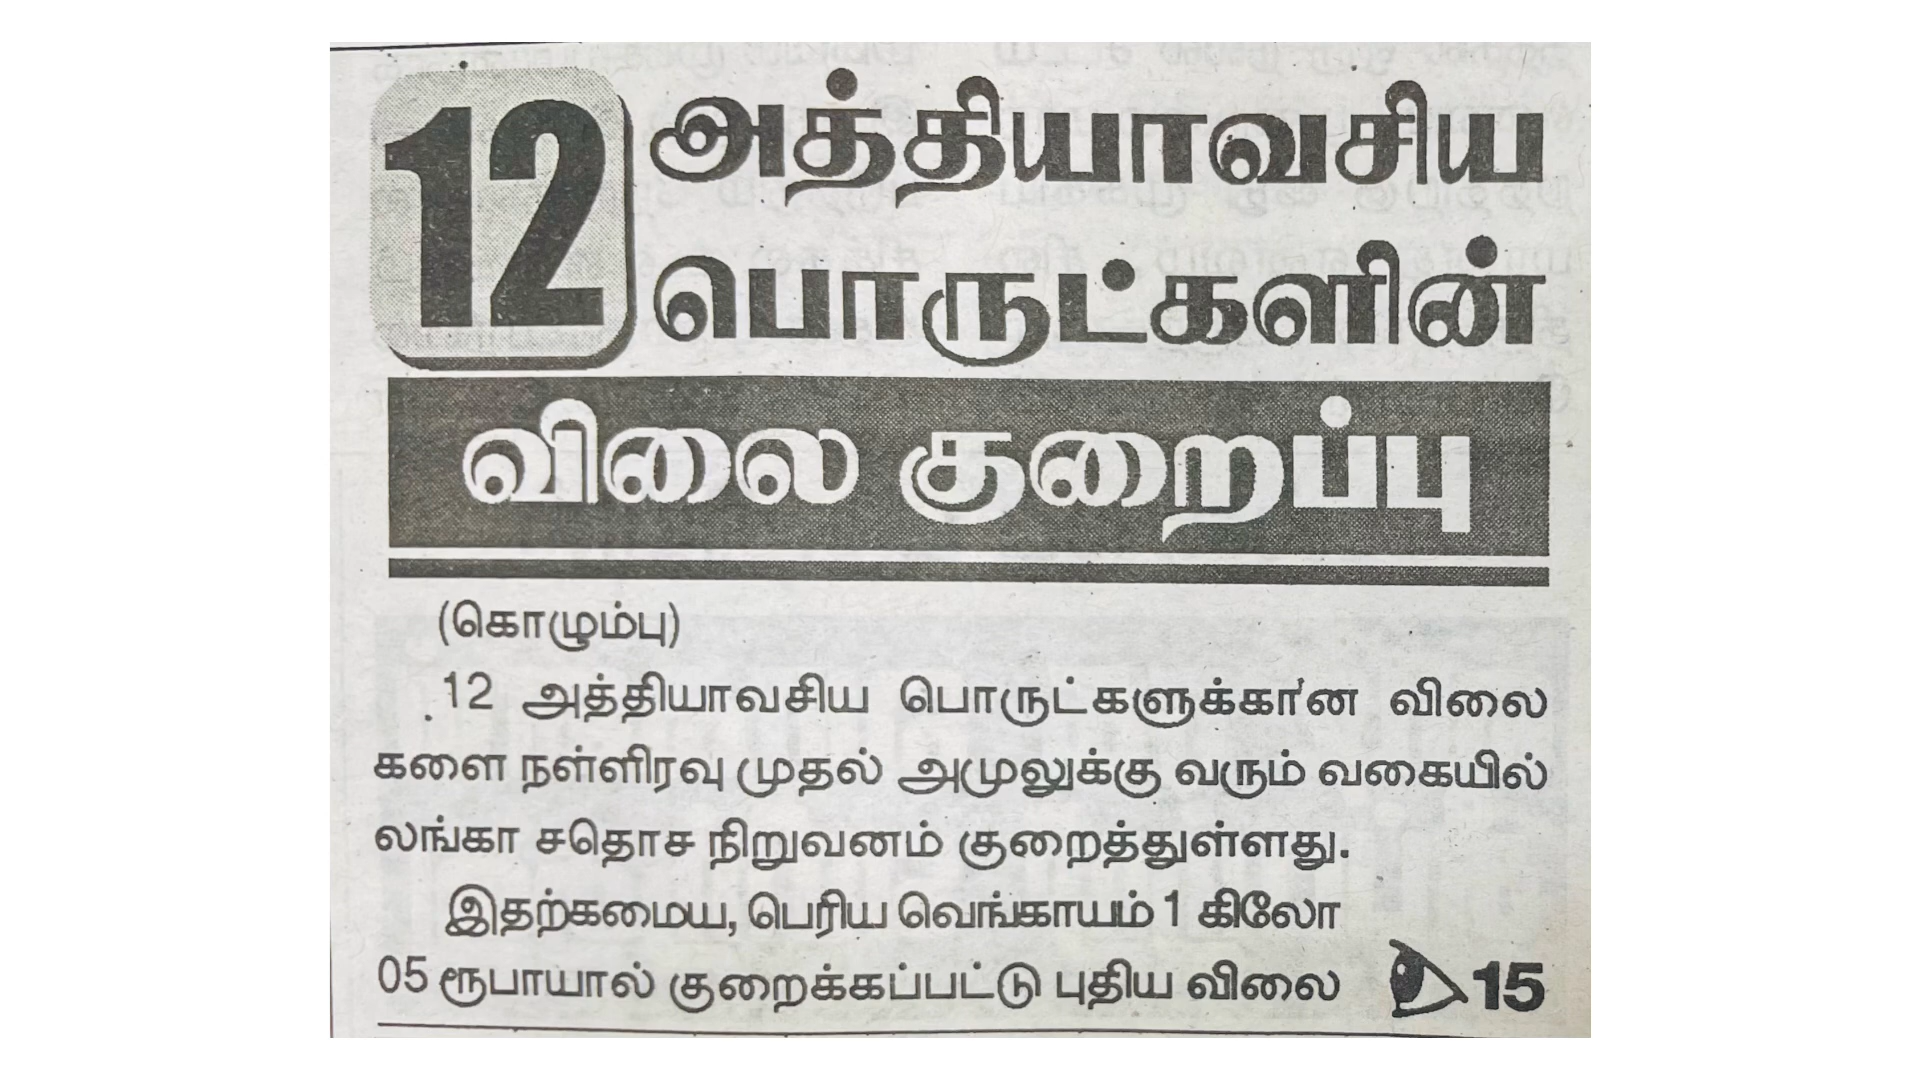 12 அத்தியாவசிய
பொருட்களின்
விலை குறைப்பு
(கொழும்பு)
12 அத்தியாவசிய பொருட்களுக்கான விலை
களை நள்ளிரவு முதல் அமுலுக்கு வரும் வகையில்
லங்கா சதொச நிறுவனம் குறைத்துள்ளது.
இதற்கமைய, பெரிய வெங்காயம் 1 கிலோ
05 ரூபாயால் குறைக்கப்பட்டு புதிய விலை 15